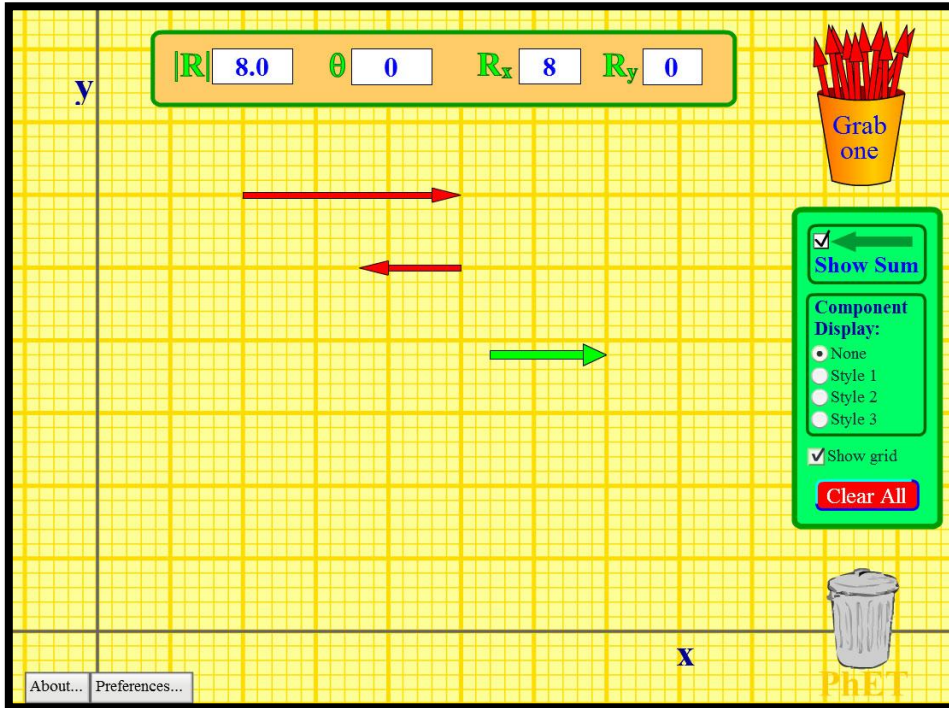 |R| 8.0 θ 0 Rx 8 Ry 0
y
Grab
one
Show Sum
Component
Display:
None
Style 1
Style 2
Style 3
Show grid
Clear All
x
About... Preferences...
PhET